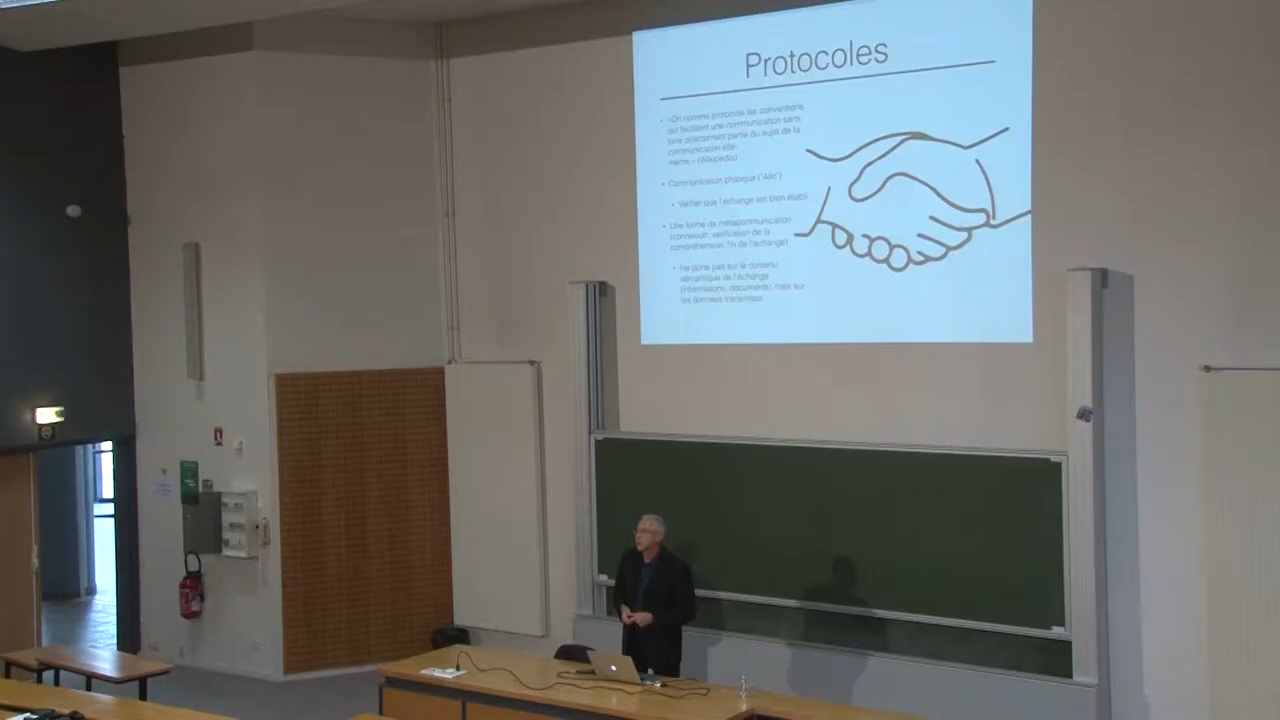 Protocoles
• «On nomme protocole les conventions
qui facilitent une communication sans
faire directement partie du sujet de la
communication elle-
même.» (Wikipédia)
• Communication phatique ("Allo")
• Vérifier que l'échange est bien établi
• Une forme de métacommunication
(connexion, vérification de la
compréhension, fin de l'échange)
• Ne porte pas sur le contenu
sémantique de l'échange
(informations, documents) mais sur
les données transmises